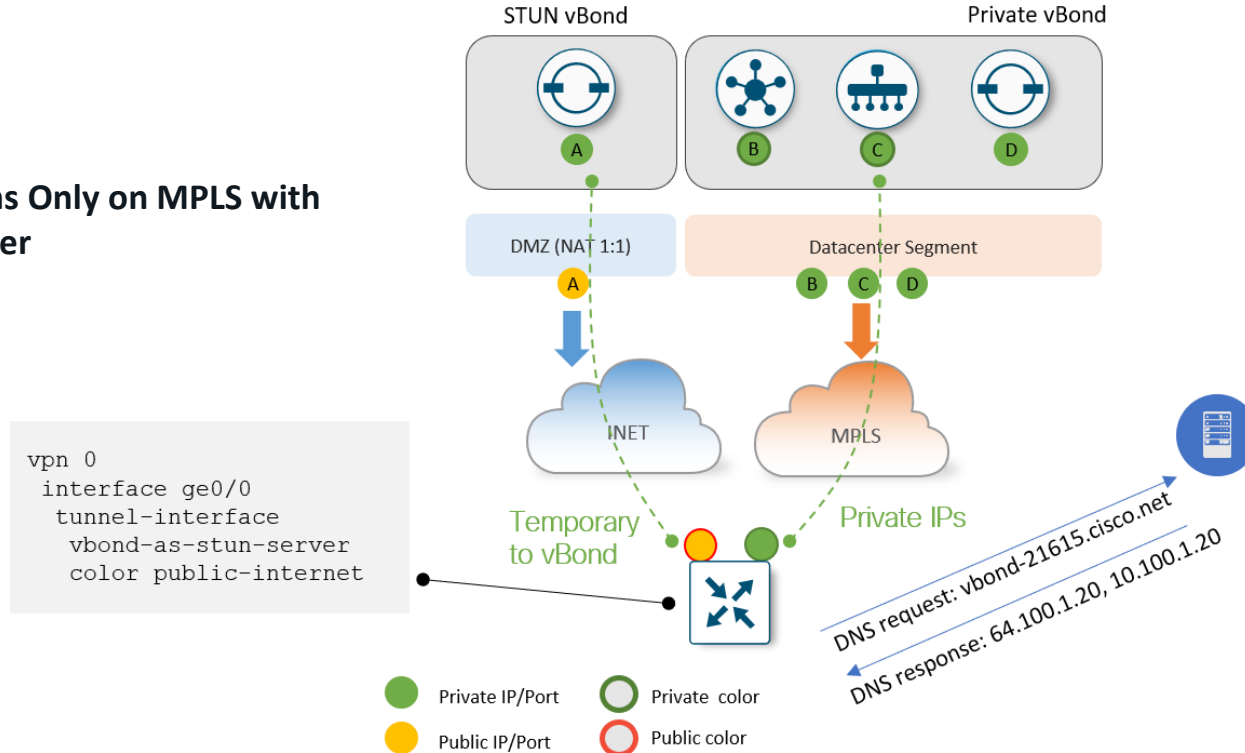 STUN vBond
Private vBond
A
B
C
D
ns Only on MPLS with
er
DMZ (NAT 1:1)
Datacenter Segment
A
B
C
D
INET
MPLS
vpn 0
interface ge0/0
tunnel-interface
vbond-as-stun-server
color public-internet
Temporary
to vBond
Private IPs
DNS request: vbond-21615.cisco.net
DNS response: 64.100.1.20, 10.100.1.20
Private IP/Port
Private color
Public IP/Port
Public color